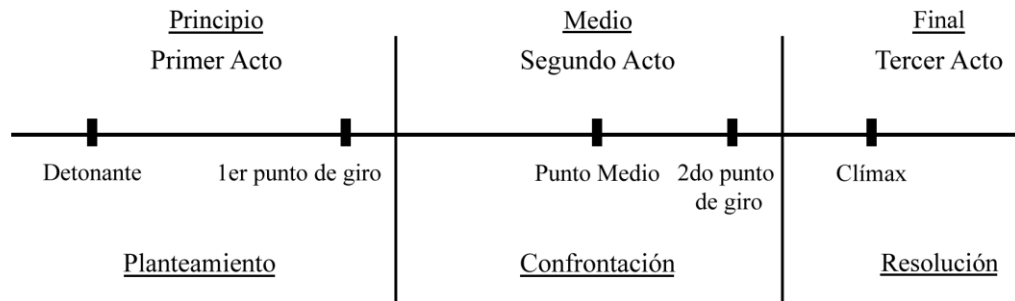 Principio
Medio
Final
Primer Acto
Segundo Acto
Tercer Acto
Detonante
1er punto de giro
Punto Medio
2do punto
de giro
Clímax
Planteamiento
Confrontación
Resolución